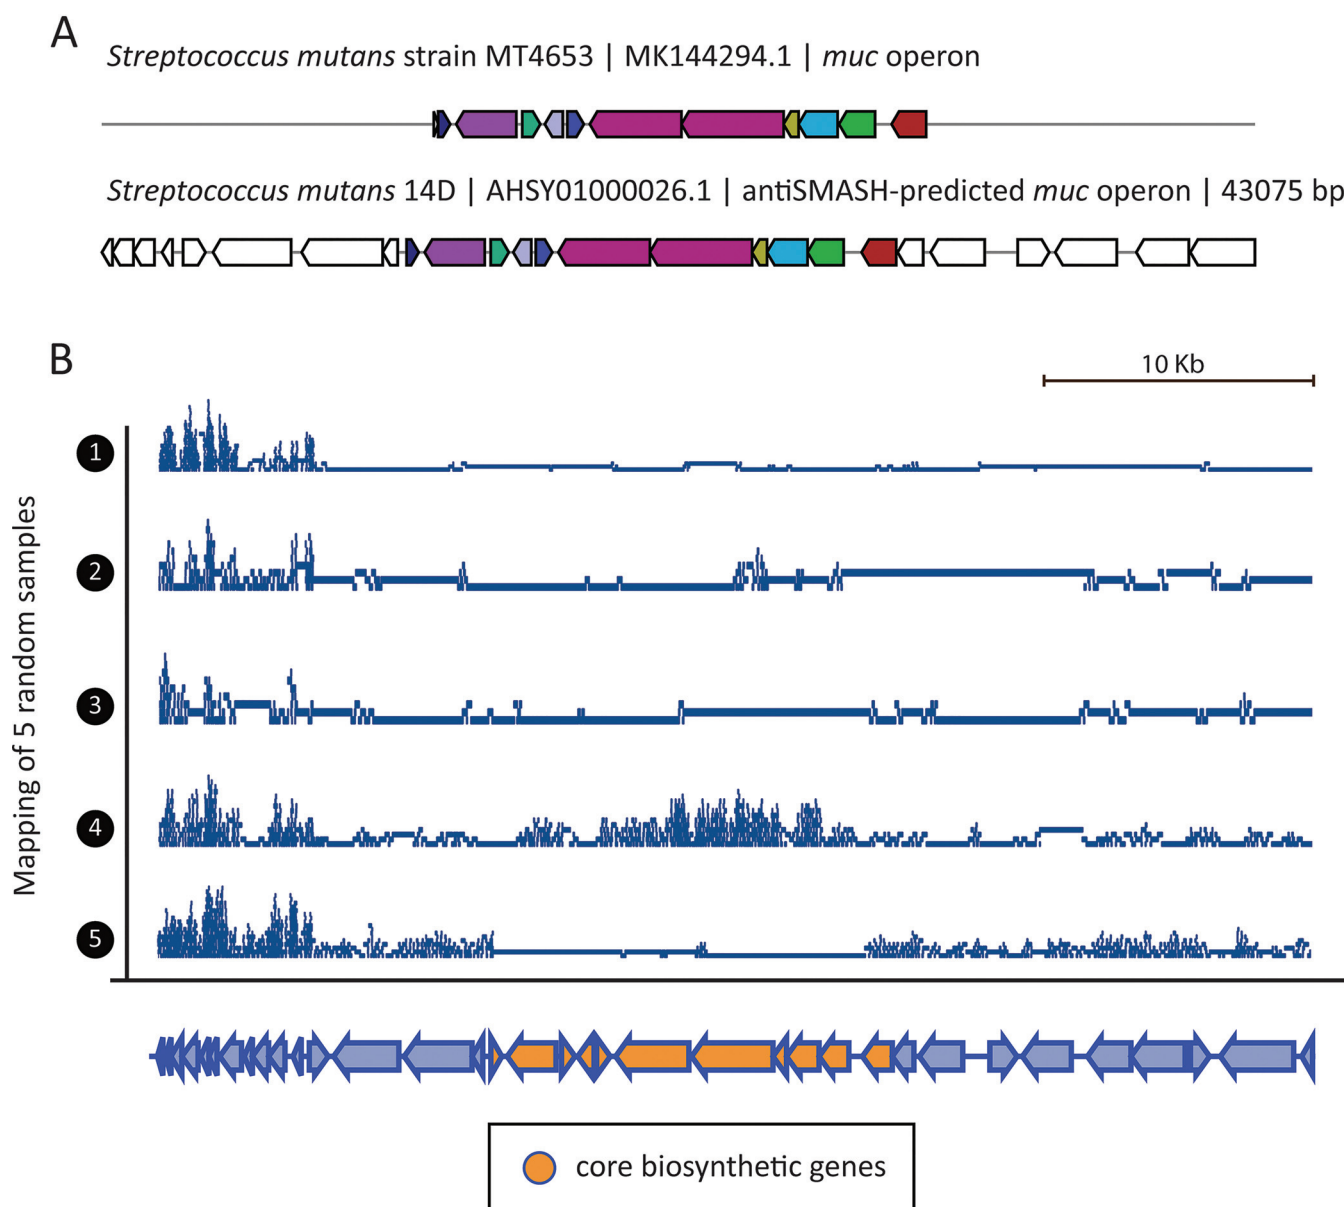 A
Streptococcus mutans strain MT4653 | MK144294.1 | muc operon
Streptococcus mutans 14D | AHSY01000026.1 | antiSMASH-predicted muc operon | 43075 bp
B
10 Kb
Mapping of 5 random samples
1
2
3
4
5
core biosynthetic genes